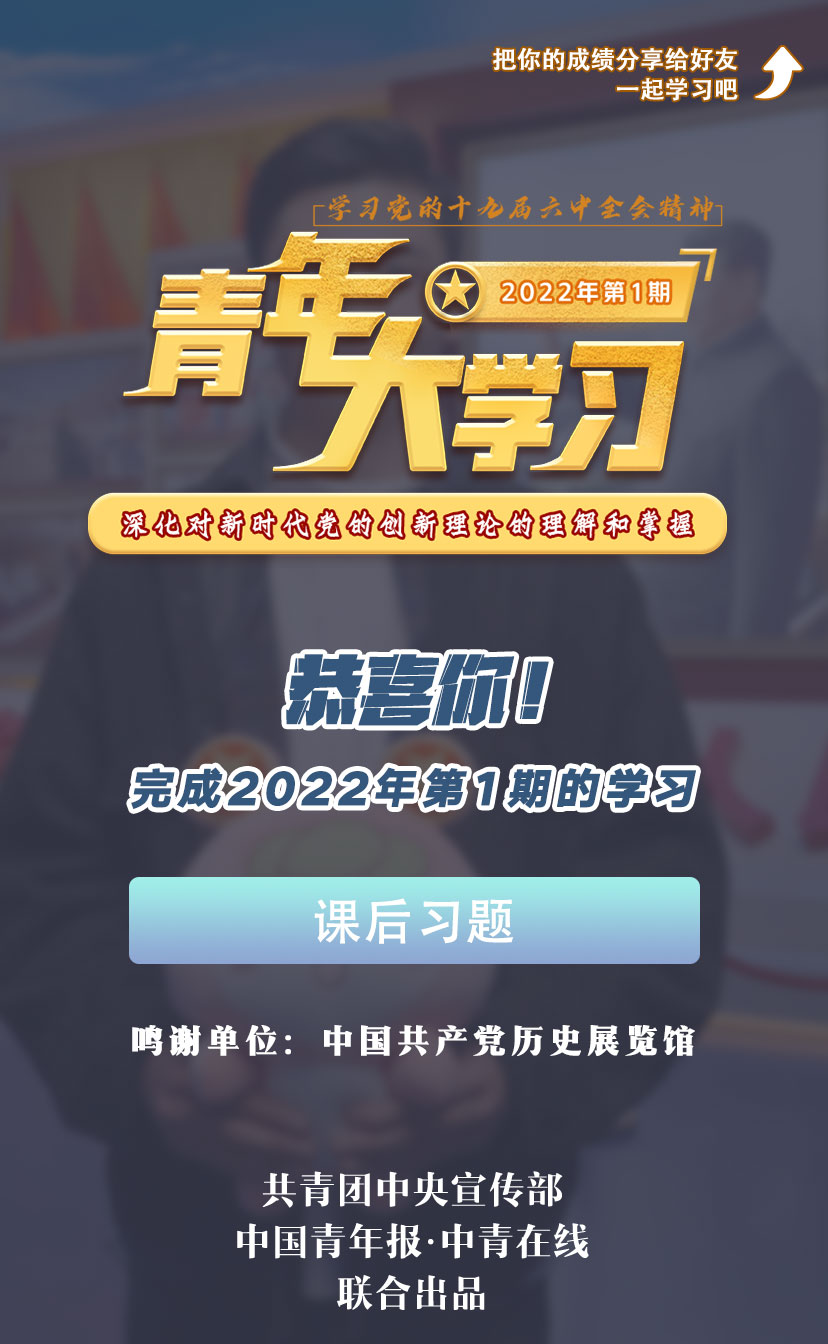 把你的成绩分享给好友
一起学习吧
学习党的十九届六中全会精神
青年大学习
2022年第1期
深化对新时代党的创新理论的理解和掌握
恭喜你！
完成2022年第1期的学习
课后习题
鸣谢单位：中国共产党历史展览馆
共青团中央宣传部
中国青年报·中青在线
联合出品